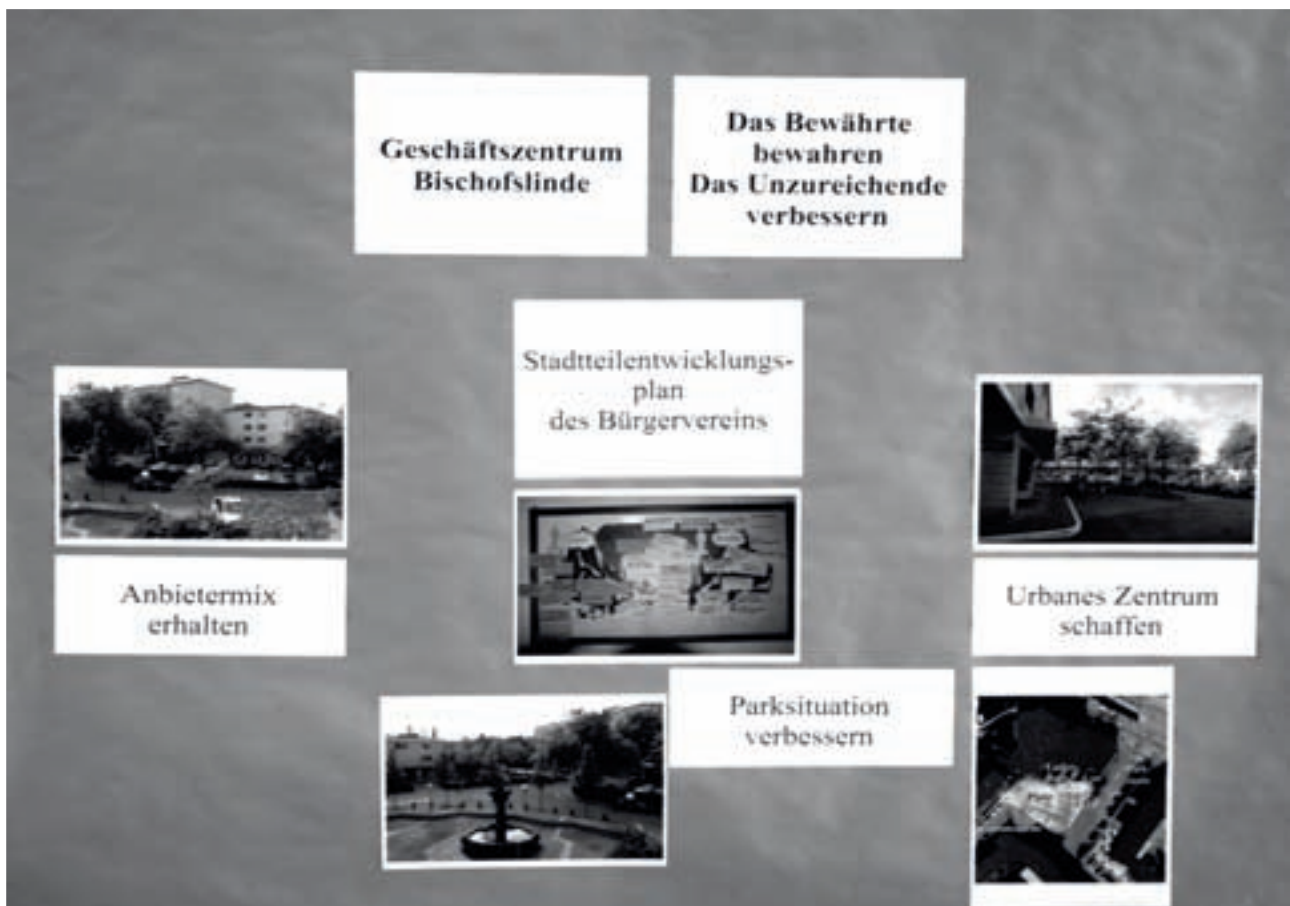 Geschäftszentrum
Bischofslinde
Das Bewährte
bewahren
Das Unzureichende
verbessern
Stadtteilentwicklungs-
plan
des Bürgervereins
Anbietermix
erhalten
Urbanes Zentrum
schaffen
Parksituation
verbessern